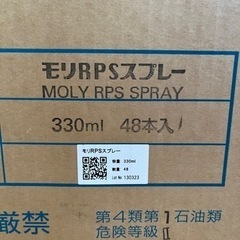 モリRPSスプレー
MOLY RPS SPRAY
330ml 48本入
モリRPSスプレー
容量: 330ml
数量: 48
Lot No: 130323
厳禁
第4類第1石油類
危険等級Ⅱ